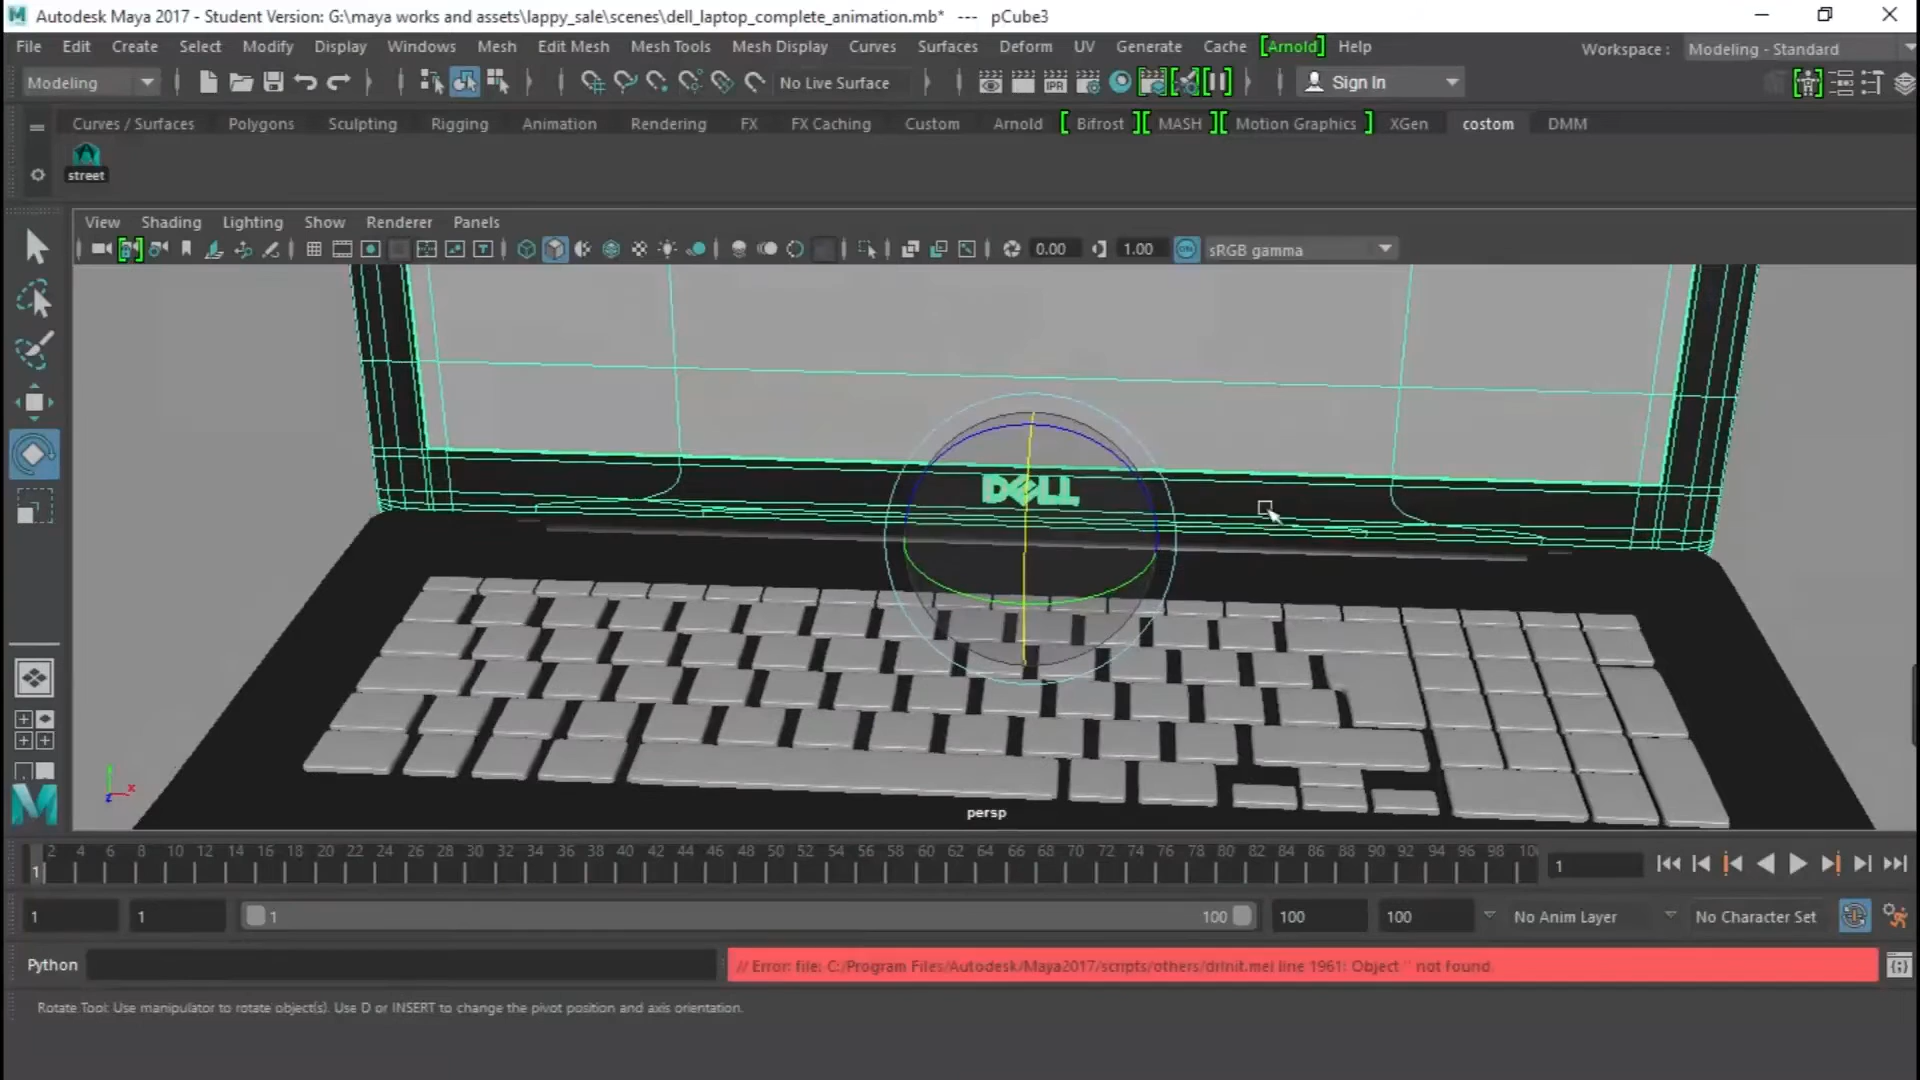 Autodesk Maya 2017 - Student Version: G:\maya works and assets\lappy_sale\scenes\dell_laptop_complete_animation.mb* --- pCube3
File Edit Create Select Modify Display Windows Mesh Edit Mesh Mesh Tools Mesh Display Curves Surfaces Deform UV Generate Cache [Arnold] Help Workspace : Modeling - Standard
Modeling No Live Surface IPR Sign In
Curves / Surfaces Polygons Sculpting Rigging Animation Rendering FX FX Caching Custom Arnold [ Bifrost ] [ MASH ] [ Motion Graphics ] XGen costom DMM
street
View Shading Lighting Show Renderer Panels
0.00 1.00 ON sRGB gamma
DELL
persp
x
z
2 4 6 8 10 12 14 16 18 20 22 24 26 28 30 32 34 36 38 40 42 44 46 48 50 52 54 56 58 60 62 64 66 68 70 72 74 76 78 80 82 84 86 88 90 92 94 96 98 10
1 1
1 1 1 100 100 100 No Anim Layer No Character Set
Python // Error: file: C:/Program Files/Autodesk/Maya2017/scripts/others/drInit.mel line 1961: Object '' not found.
Rotate Tool: Use manipulator to rotate object(s). Use D or INSERT to change the pivot position and axis orientation.